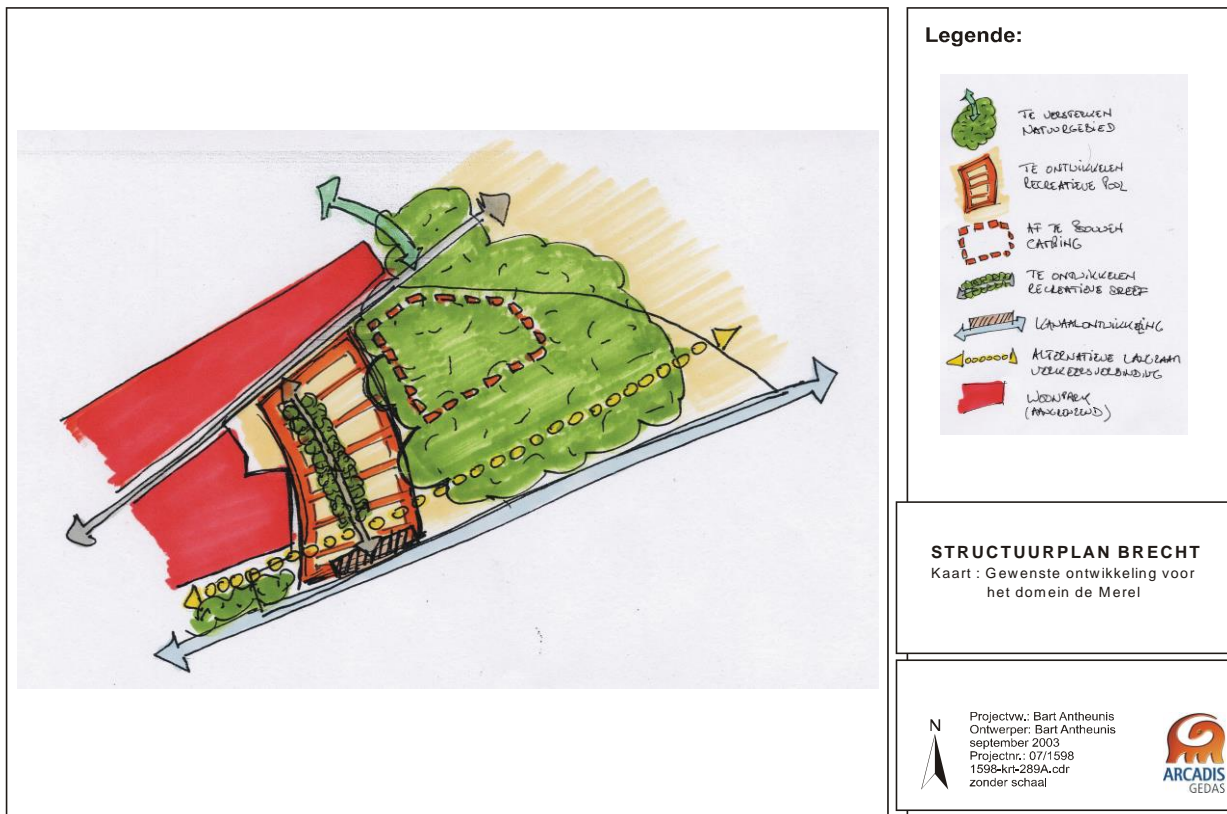 Legende:
TE VERSTERKEN
NATUURGEBIED
TE ONTWIKKELEN
RECREATIEVE POOL
AF TE BOUWEN
CAMPING
TE ONTWIKKELEN
RECREATIEVE DREEF
KANAALONTWIKKELING
ALTERNATIEVE LANGZAAM
VERKEERSVERBINDING
WOONPARK
(AANGRENZEND)
STRUCTUURPLAN BRECHT
Kaart : Gewenste ontwikkeling voor
het domein de Merel
N
Projectvw.: Bart Antheunis
Ontwerper: Bart Antheunis
september 2003
Projectnr.: 07/1598
1598-krt-289A.cdr
zonder schaal
ARCADIS
GEDAS